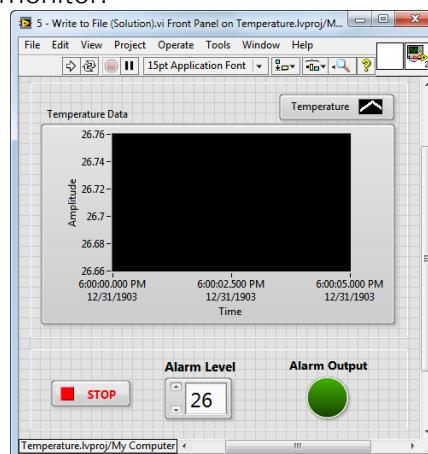 monitor.
5 - Write to File (Solution).vi Front Panel on Temperature.lvproj/M...
File Edit View Project Operate Tools Window Help
15pt Application Font
Temperature
Temperature Data
26.76
26.74
26.72
26.7
26.68
26.66
Amplitude
6:00:00.000 PM 6:00:02.500 PM 6:00:05.000 PM
12/31/1903 12/31/1903 12/31/1903
Time
Alarm Level Alarm Output
STOP 26
Temperature.lvproj/My Computer